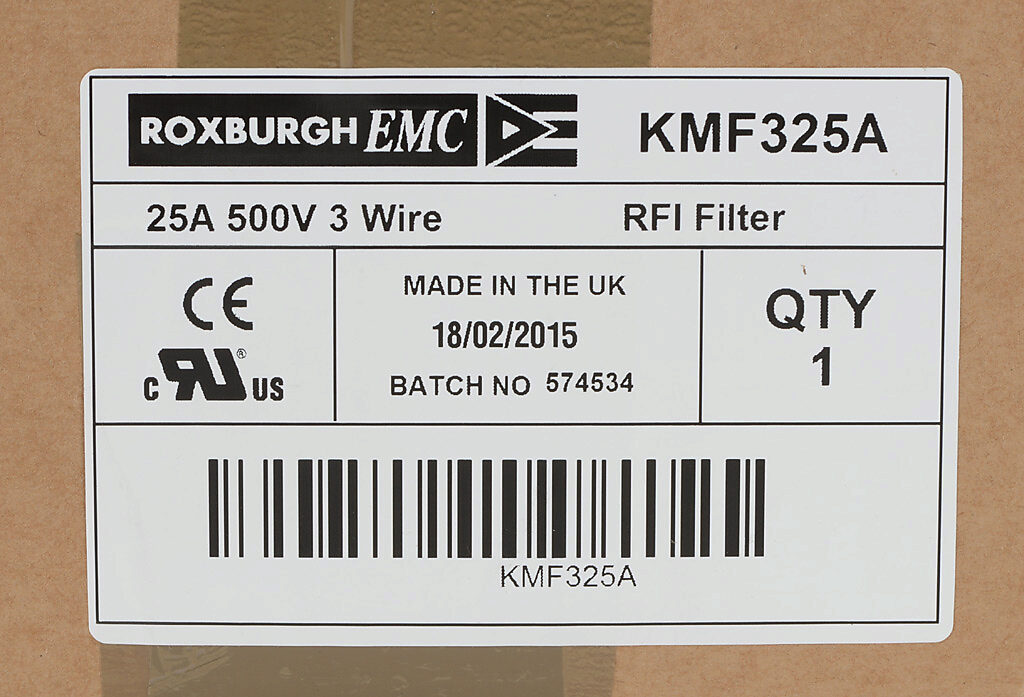 ROXBURGH EMC KMF325A
25A 500V 3 Wire RFI Filter
CE
c RU ® US
MADE IN THE UK
18/02/2015
BATCH NO 574534
QTY
1
KMF325A